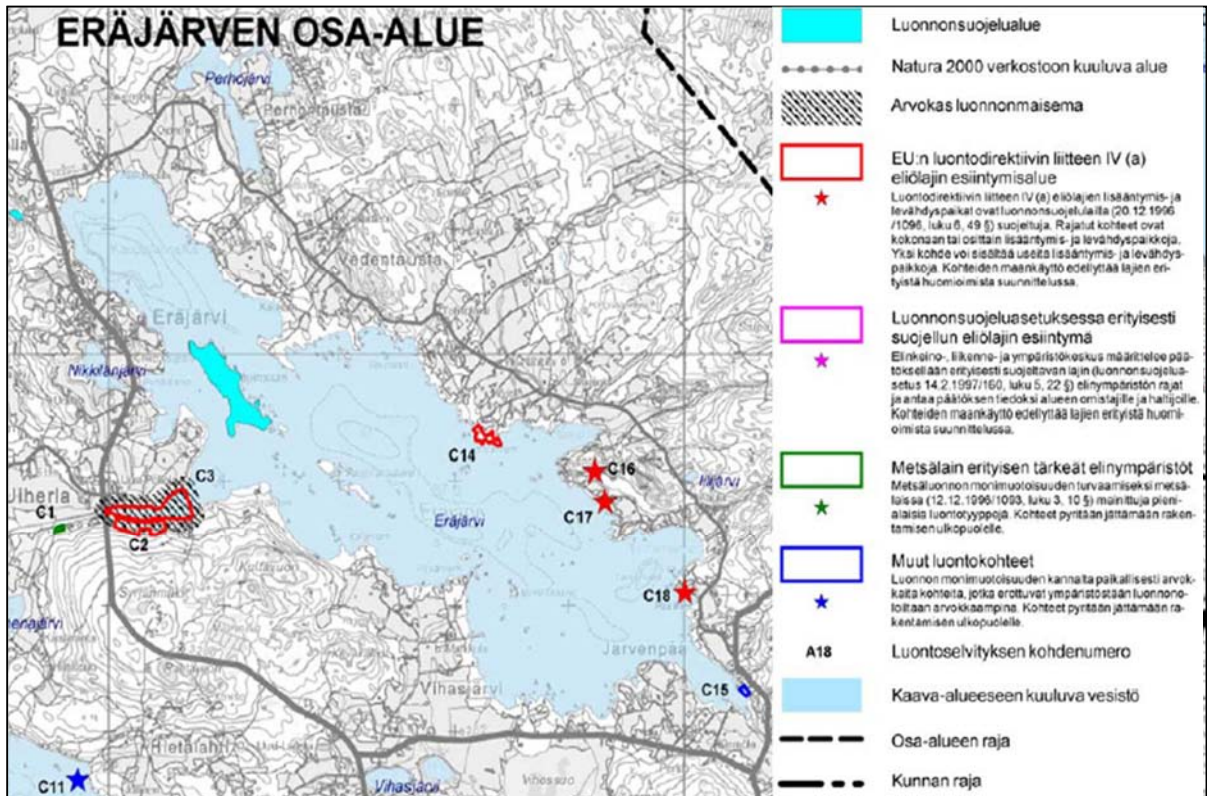 ERÄJÄRVEN OSA-ALUE
Perhojärvi
Vedentausta
Eräjärvi
Nikkilänjärvi
C14
C16
C17
C3
C1
C2
Eräjärvi
C18
Järvenpää
Vihasjärvi
C15
Hietalahti
C11
Vihasjärvi
Luonnonsuojelualue
Natura 2000 verkostoon kuuluva alue
Arvokas luonnonmaisema
EU:n luontodirektiivin liitteen IV (a)
eliölajin esiintymisalue
Luontodirektiivin liitteen IV (a) eliölajien lisääntymis- ja
levähdyspaikat ovat luonnonsuojelulailla (20.12.1996
/1096, luku 6, 49 §) suojeltuja. Rajatut kohteet ovat
kokonaan tai osittain lisääntymis- ja levähdyspaikkoja.
Yksi kohde voi sisältää useita lisääntymis- ja levähdys-
paikkoja. Kohteiden maankäyttö edellyttää lajien eri-
tyistä huomioimista suunnittelussa.
Luonnonsuojeluasetuksessa erityisesti
suojellun eliölajin esiintymä
Elinkeino-, liikenne- ja ympäristökeskus määrittelee pää-
töksellään erityisesti suojeltavan lajin (luonnonsuojelua-
setus 14.2.1997/160, luku 5, 22 §) elinympäristön rajat
ja antaa päätöksen tiedoksi alueen omistajille ja haltijoille.
Kohteiden maankäyttö edellyttää lajien erityistä huomi-
oimista suunnittelussa.
Metsälain erityisen tärkeät elinympäristöt
Metsäluonnon monimuotoisuuden turvaamiseksi metsä-
laissa (12.12.1996/1093, luku 3, 10 §) mainittuja pieni-
alaisia luontotyyppejä. Kohteet pyritään jättämään raken-
tamisen ulkopuolelle.
Muut luontokohteet
Luonnon monimuotoisuuden kannalta paikallisesti arvok-
kaita kohteita, jotka erottuvat ympäristöstään luonnono-
loiltaan arvokkaampina. Kohteet pyritään jättämään ra-
kentamisen ulkopuolelle.
A18
Luontoselvityksen kohdenumero
Kaava-alueeseen kuuluva vesistö
Osa-alueen raja
Kunnan raja